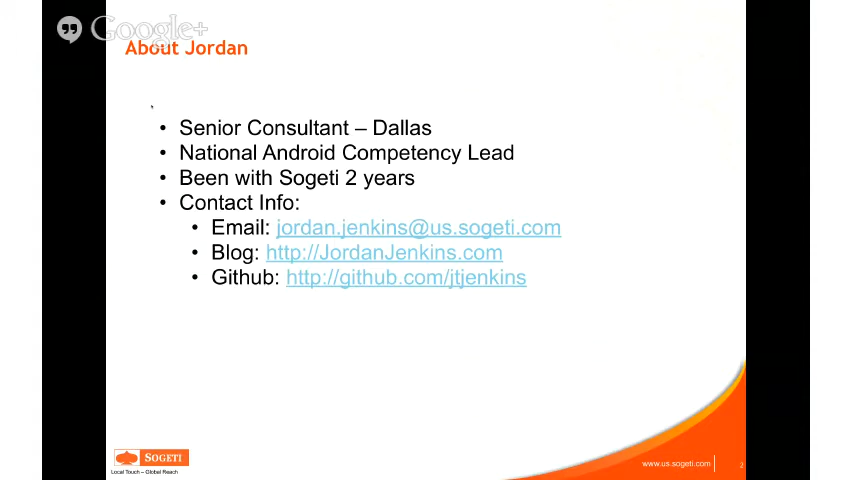 Google+
About Jordan
• Senior Consultant – Dallas
• National Android Competency Lead
• Been with Sogeti 2 years
• Contact Info:
• Email: jordan.jenkins@us.sogeti.com
• Blog: http://JordanJenkins.com
• Github: http://github.com/jtjenkins
SOGETI
Local Touch – Global Reach
www.us.sogeti.com
2